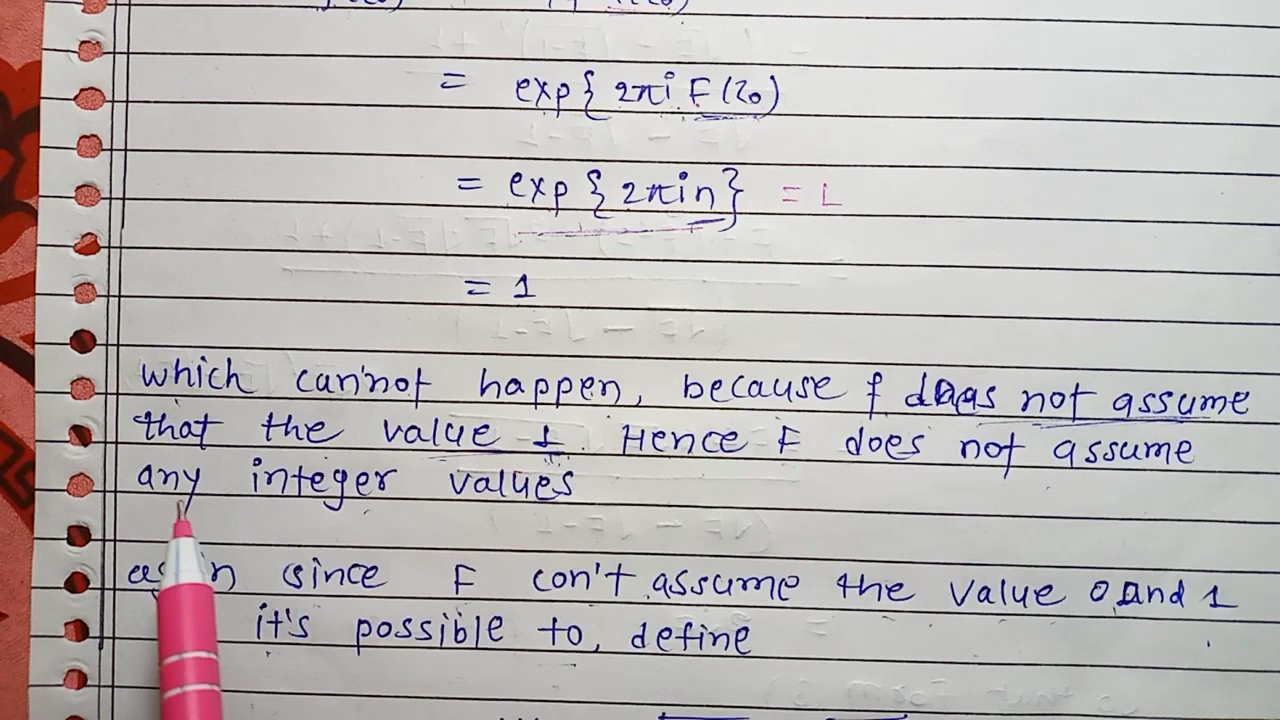 = exp{ 2πi F(z₀)
= exp{2πin} = 1
= 1
which cannot happen, because f does not assume
that the value 1. Hence F does not assume
any integer values
since F con't assume the value 0 and 1
it's possible to, define